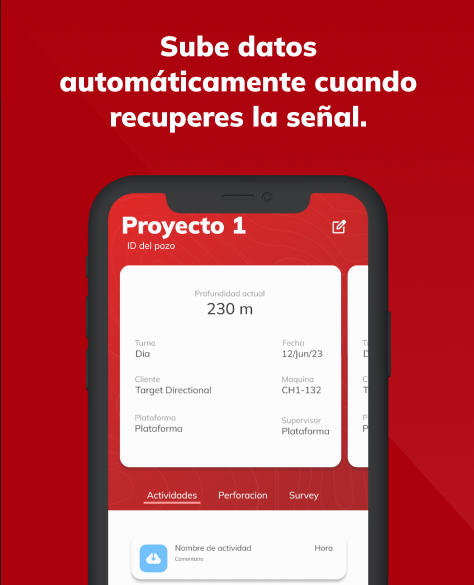 Sube datos
automáticamente cuando
recuperes la señal.
Proyecto 1
ID del pozo
Profundidad actual
230 m
Turno
Dia
Fecha
12/Jun/23
Cliente
Target Directional
Maquina
CH1-132
Plataforma
Plataforma
Supervisor
Plataforma
Actividades Perforacion Survey
Nombre de actividad Hora
Comentario